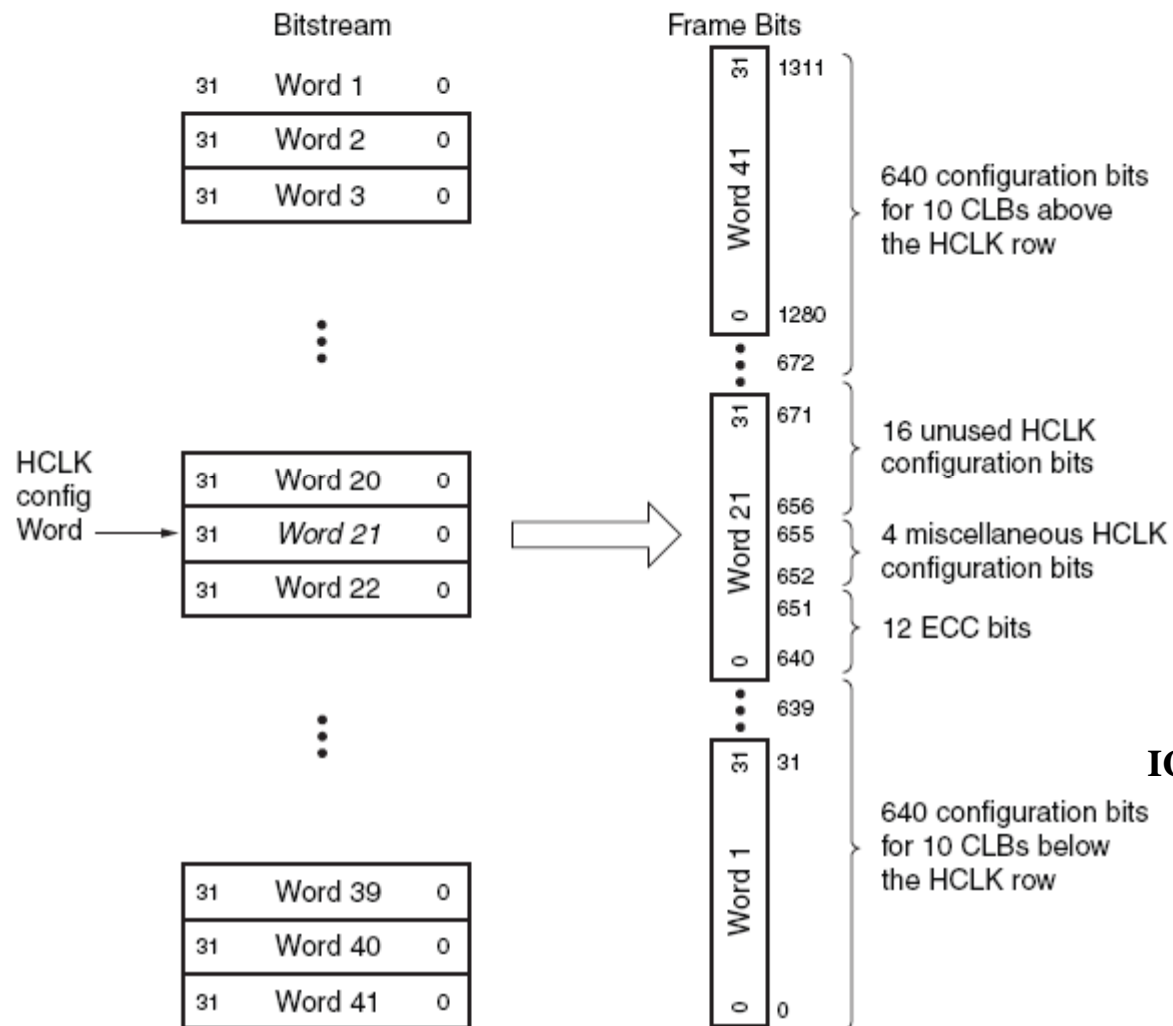 Bitstream
31 Word 1 0
31 Word 2 0
31 Word 3 0
HCLK
config
Word
31 Word 20 0
31 Word 21 0
31 Word 22 0
31 Word 39 0
31 Word 40 0
31 Word 41 0
Frame Bits
31 1311
Word 41
0 1280
672
640 configuration bits
for 10 CLBs above
the HCLK row
31 671
Word 21
656
16 unused HCLK
configuration bits
655
652
4 miscellaneous HCLK
configuration bits
651
0 640
12 ECC bits
639
31 31
Word 1
0 0
640 configuration bits
for 10 CLBs below
the HCLK row